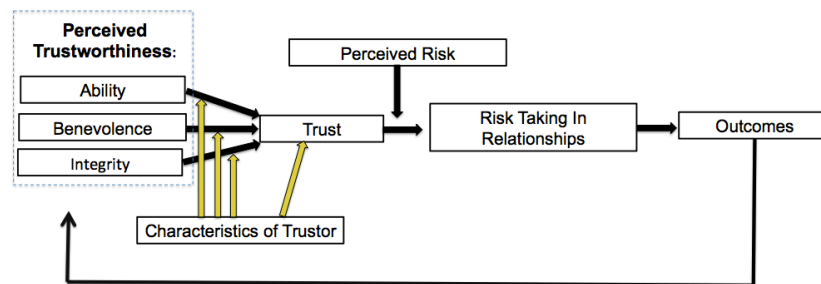 Perceived
Trustworthiness:
Ability
Benevolence
Integrity
Perceived Risk
Trust
Risk Taking In
Relationships
Outcomes
Characteristics of Trustor